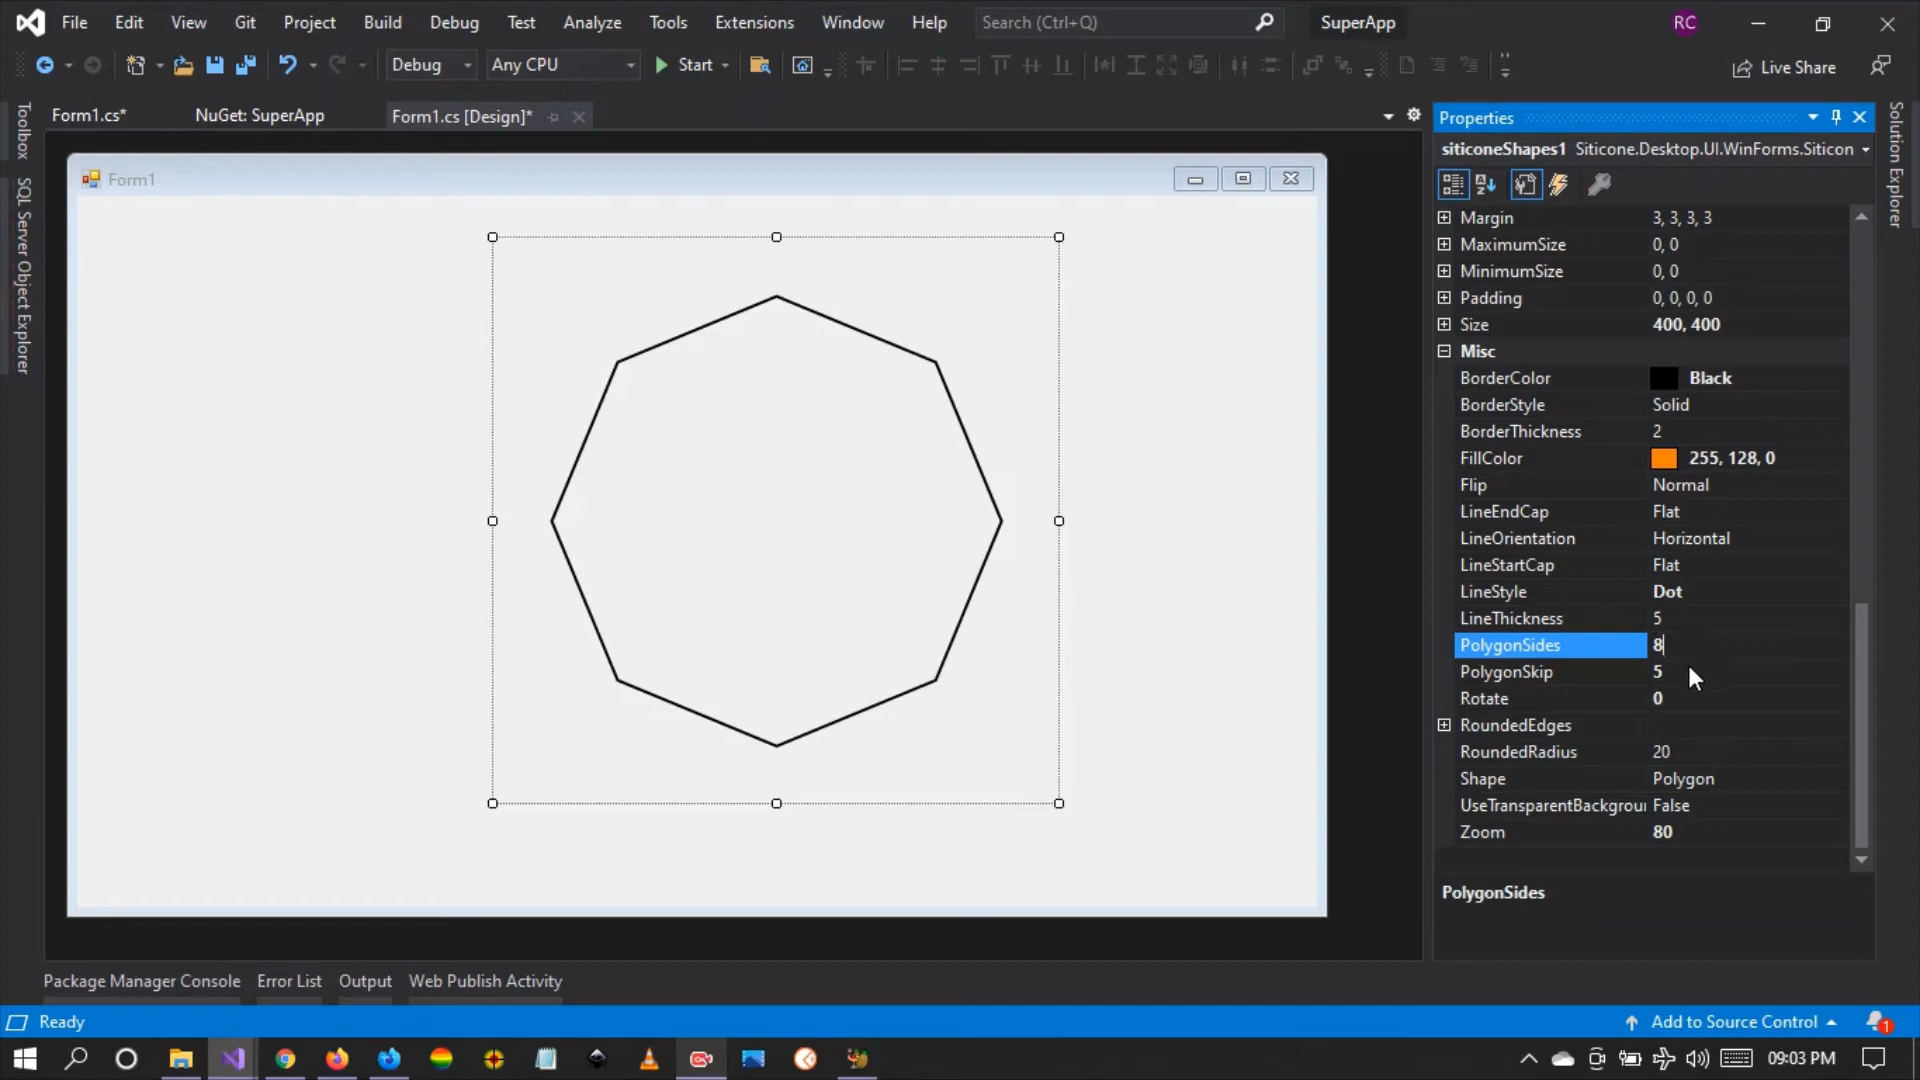 File Edit View Git Project Build Debug Test Analyze Tools Extensions Window Help Search (Ctrl+Q) SuperApp RC
Debug Any CPU Start Live Share
Toolbox
SQL Server Object Explorer
Form1.cs* NuGet: SuperApp Form1.cs [Design]*
Form1
Properties
siticoneShapes1 Siticone.Desktop.UI.WinForms.Siticon
Margin 3, 3, 3, 3
MaximumSize 0, 0
MinimumSize 0, 0
Padding 0, 0, 0, 0
Size 400, 400
Misc
BorderColor Black
BorderStyle Solid
BorderThickness 2
FillColor 255, 128, 0
Flip Normal
LineEndCap Flat
LineOrientation Horizontal
LineStartCap Flat
LineStyle Dot
LineThickness 5
PolygonSides 8
PolygonSkip 5
Rotate 0
RoundedEdges
RoundedRadius 20
Shape Polygon
UseTransparentBackgroun False
Zoom 80
PolygonSides
Solution Explorer
Package Manager Console Error List Output Web Publish Activity
Ready Add to Source Control 1
09:03 PM